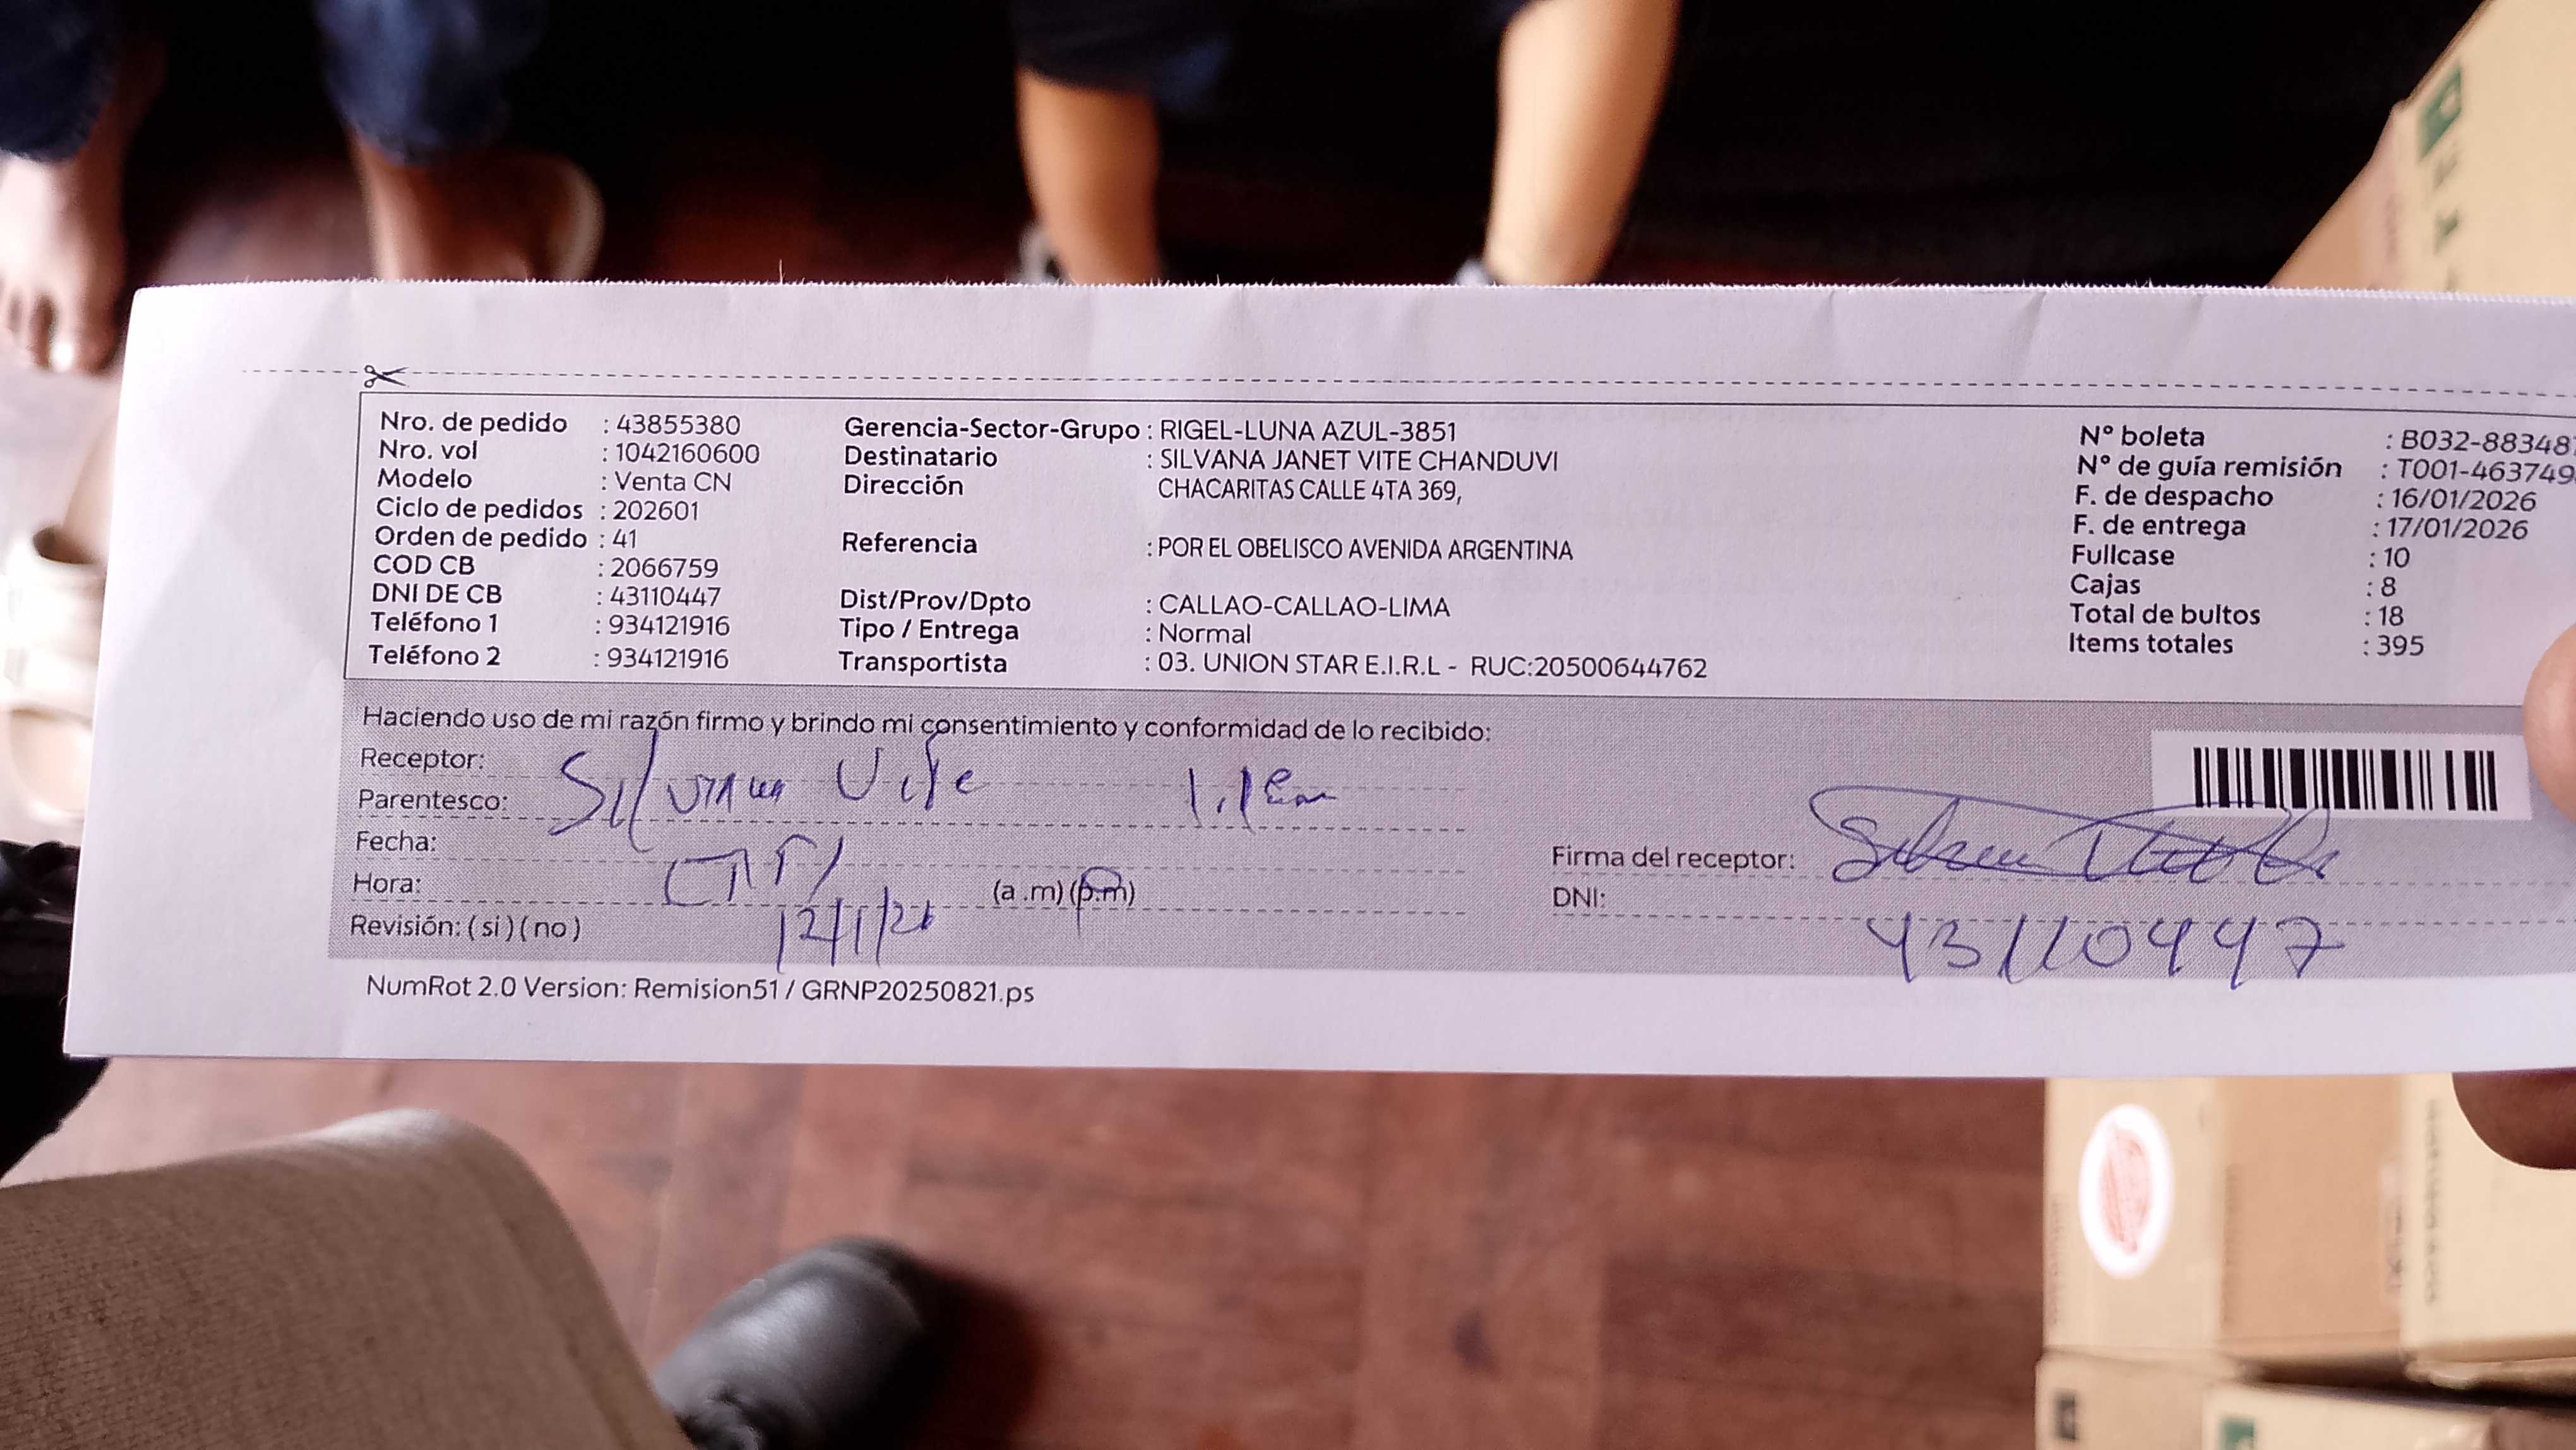 Nro. de pedido : 43855380
Nro. vol : 1042160600
Modelo : Venta CN
Ciclo de pedidos : 202601
Orden de pedido : 41
COD CB : 2066759
DNI DE CB : 43110447
Teléfono 1 : 934121916
Teléfono 2 : 934121916
Gerencia-Sector-Grupo : RIGEL-LUNA AZUL-3851
Destinatario : SILVANA JANET VITE CHANDUVI
Dirección CHACARITAS CALLE 4TA 369,
Referencia : POR EL OBELISCO AVENIDA ARGENTINA
Dist/Prov/Dpto : CALLAO-CALLAO-LIMA
Tipo / Entrega : Normal
Transportista : 03. UNION STAR E.I.R.L - RUC:20500644762
N° boleta : B032-88348
N° de guía remisión : T001-463749
F. de despacho : 16/01/2026
F. de entrega : 17/01/2026
Fullcase : 10
Cajas : 8
Total de bultos : 18
Items totales : 395
Haciendo uso de mi razón firmo y brindo mi consentimiento y conformidad de lo recibido:
Receptor: Silvana Vite
Parentesco:
Fecha:
Hora: (a .m) (p.m)
Revisión: ( si ) ( no )
Firma del receptor:
DNI: 43110447
NumRot 2.0 Version: Remision51 / GRNP20250821.ps